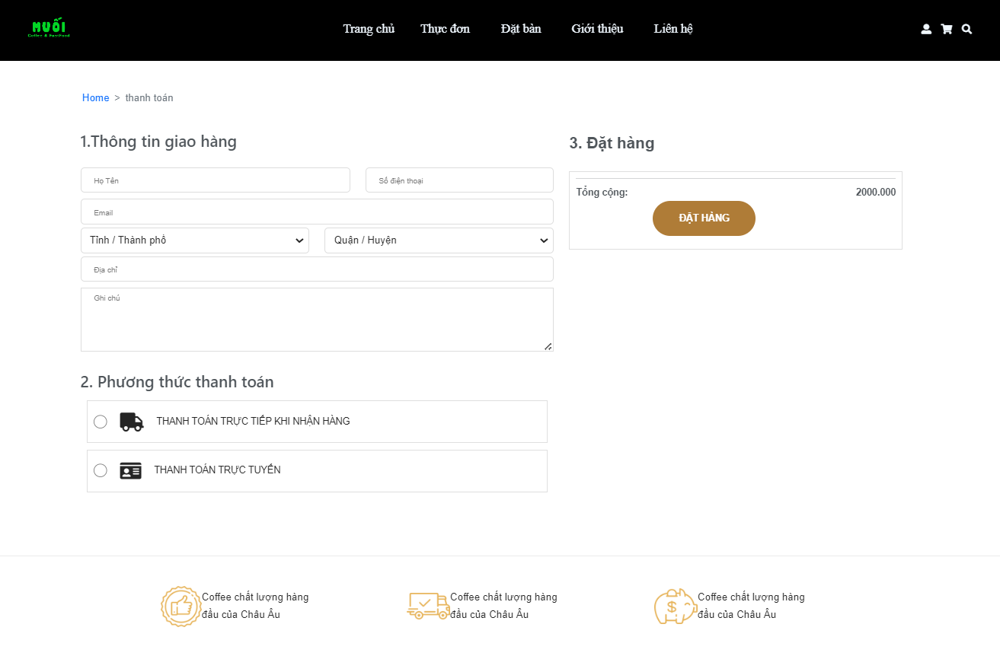 MUỐI
Coffee & FastFood
Trang chủ Thực đơn Đặt bàn Giới thiệu Liên hệ
Home > thanh toán
1.Thông tin giao hàng
Họ Tên Số điện thoại
Email
Tỉnh / Thành phố Quận / Huyện
Địa chỉ
Ghi chú
2. Phương thức thanh toán
THANH TOÁN TRỰC TIẾP KHI NHẬN HÀNG
THANH TOÁN TRỰC TUYẾN
3. Đặt hàng
Tổng cộng: 2000.000
ĐẶT HÀNG
Coffee chất lượng hàng
đầu của Châu Âu
Coffee chất lượng hàng
đầu của Châu Âu
Coffee chất lượng hàng
đầu của Châu Âu